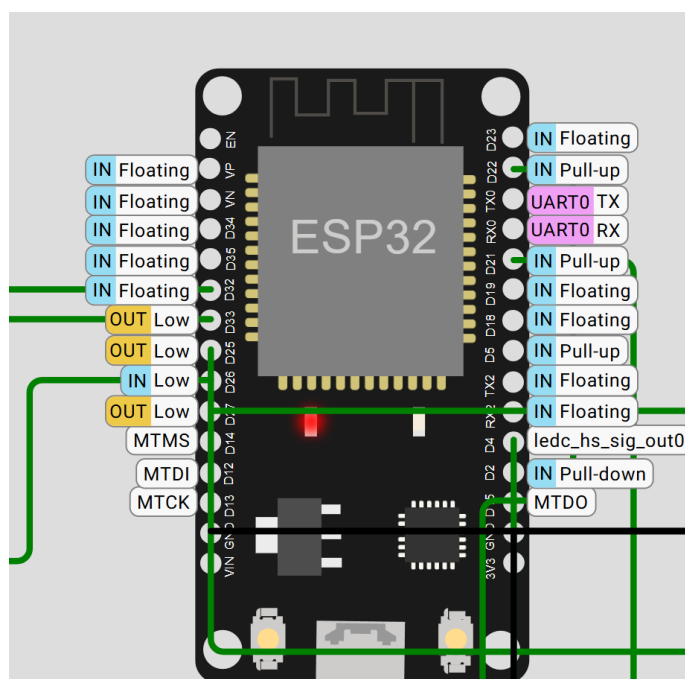 EN D23 IN Floating
IN Floating VP D22 IN Pull-up
IN Floating VN TX0 UART0 TX
IN Floating D34 RX0 UART0 RX
ESP32
IN Floating D35 D21 IN Pull-up
IN Floating D32 D19 IN Floating
OUT Low D33 D18 IN Floating
OUT Low D25 D5 IN Pull-up
IN Low D26 TX2 IN Floating
OUT Low IN Floating
MTMS D14 D4 ledc_hs_sig_out0
MTDI D12 D2 IN Pull-down
MTCK D13 MTDO
GND GND
VIN 3V3